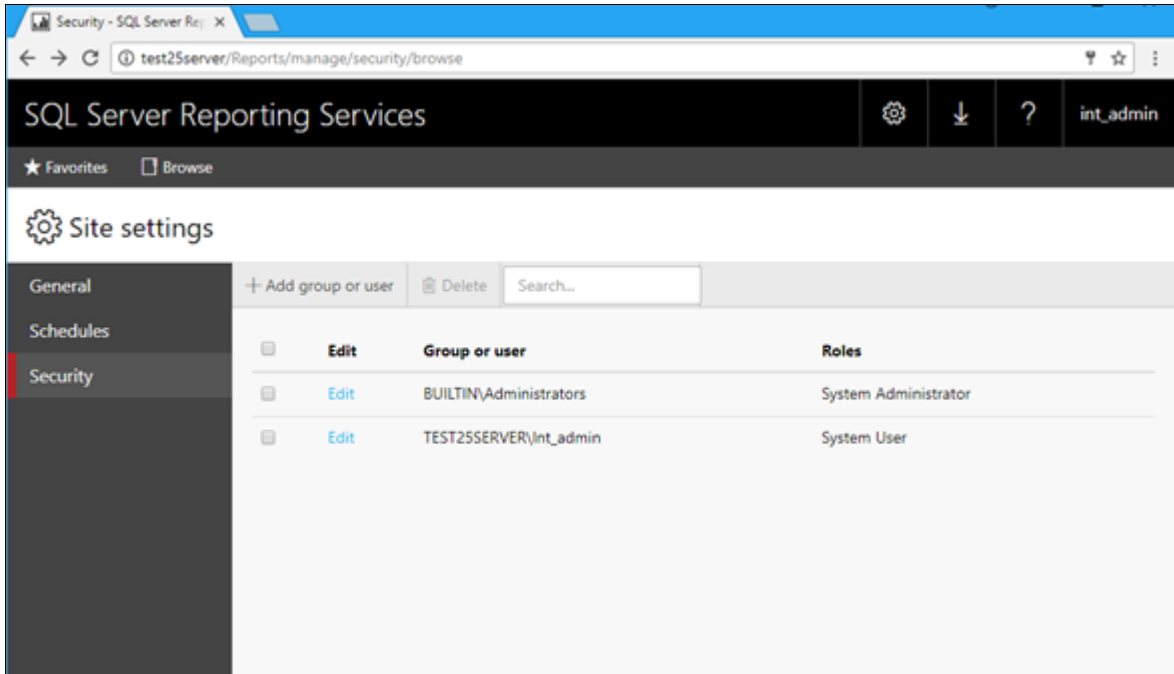 Security - SQL Server Rep
test25server/Reports/manage/security/browse
SQL Server Reporting Services
? int_admin
Favorites Browse
Site settings
General
+ Add group or user Delete Search...
Schedules
Edit Group or user Roles
Security
Edit BUILTIN\Administrators System Administrator
Edit TEST25SERVER\Int_admin System User